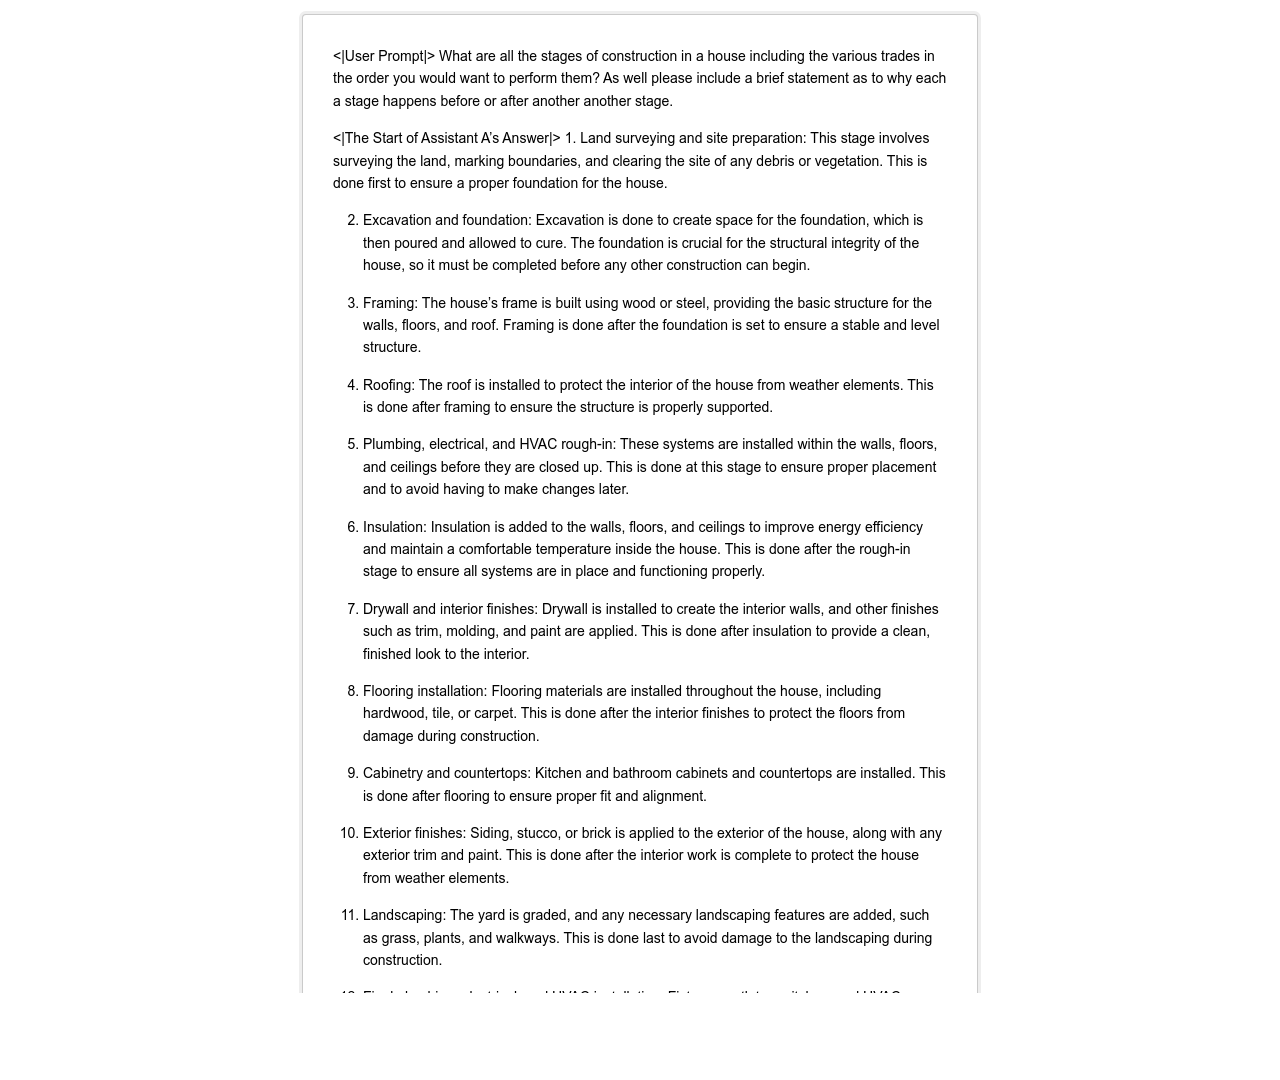 <|User Prompt|> What are all the stages of construction in a house including the various trades in
the order you would want to perform them? As well please include a brief statement as to why each
a stage happens before or after another another stage.
<|The Start of Assistant A’s Answer|> 1. Land surveying and site preparation: This stage involves
surveying the land, marking boundaries, and clearing the site of any debris or vegetation. This is
done first to ensure a proper foundation for the house.
2. Excavation and foundation: Excavation is done to create space for the foundation, which is
then poured and allowed to cure. The foundation is crucial for the structural integrity of the
house, so it must be completed before any other construction can begin.
3. Framing: The house’s frame is built using wood or steel, providing the basic structure for the
walls, floors, and roof. Framing is done after the foundation is set to ensure a stable and level
structure.
4. Roofing: The roof is installed to protect the interior of the house from weather elements. This
is done after framing to ensure the structure is properly supported.
5. Plumbing, electrical, and HVAC rough-in: These systems are installed within the walls, floors,
and ceilings before they are closed up. This is done at this stage to ensure proper placement
and to avoid having to make changes later.
6. Insulation: Insulation is added to the walls, floors, and ceilings to improve energy efficiency
and maintain a comfortable temperature inside the house. This is done after the rough-in
stage to ensure all systems are in place and functioning properly.
7. Drywall and interior finishes: Drywall is installed to create the interior walls, and other finishes
such as trim, molding, and paint are applied. This is done after insulation to provide a clean,
finished look to the interior.
8. Flooring installation: Flooring materials are installed throughout the house, including
hardwood, tile, or carpet. This is done after the interior finishes to protect the floors from
damage during construction.
9. Cabinetry and countertops: Kitchen and bathroom cabinets and countertops are installed. This
is done after flooring to ensure proper fit and alignment.
10. Exterior finishes: Siding, stucco, or brick is applied to the exterior of the house, along with any
exterior trim and paint. This is done after the interior work is complete to protect the house
from weather elements.
11. Landscaping: The yard is graded, and any necessary landscaping features are added, such
as grass, plants, and walkways. This is done last to avoid damage to the landscaping during
construction.